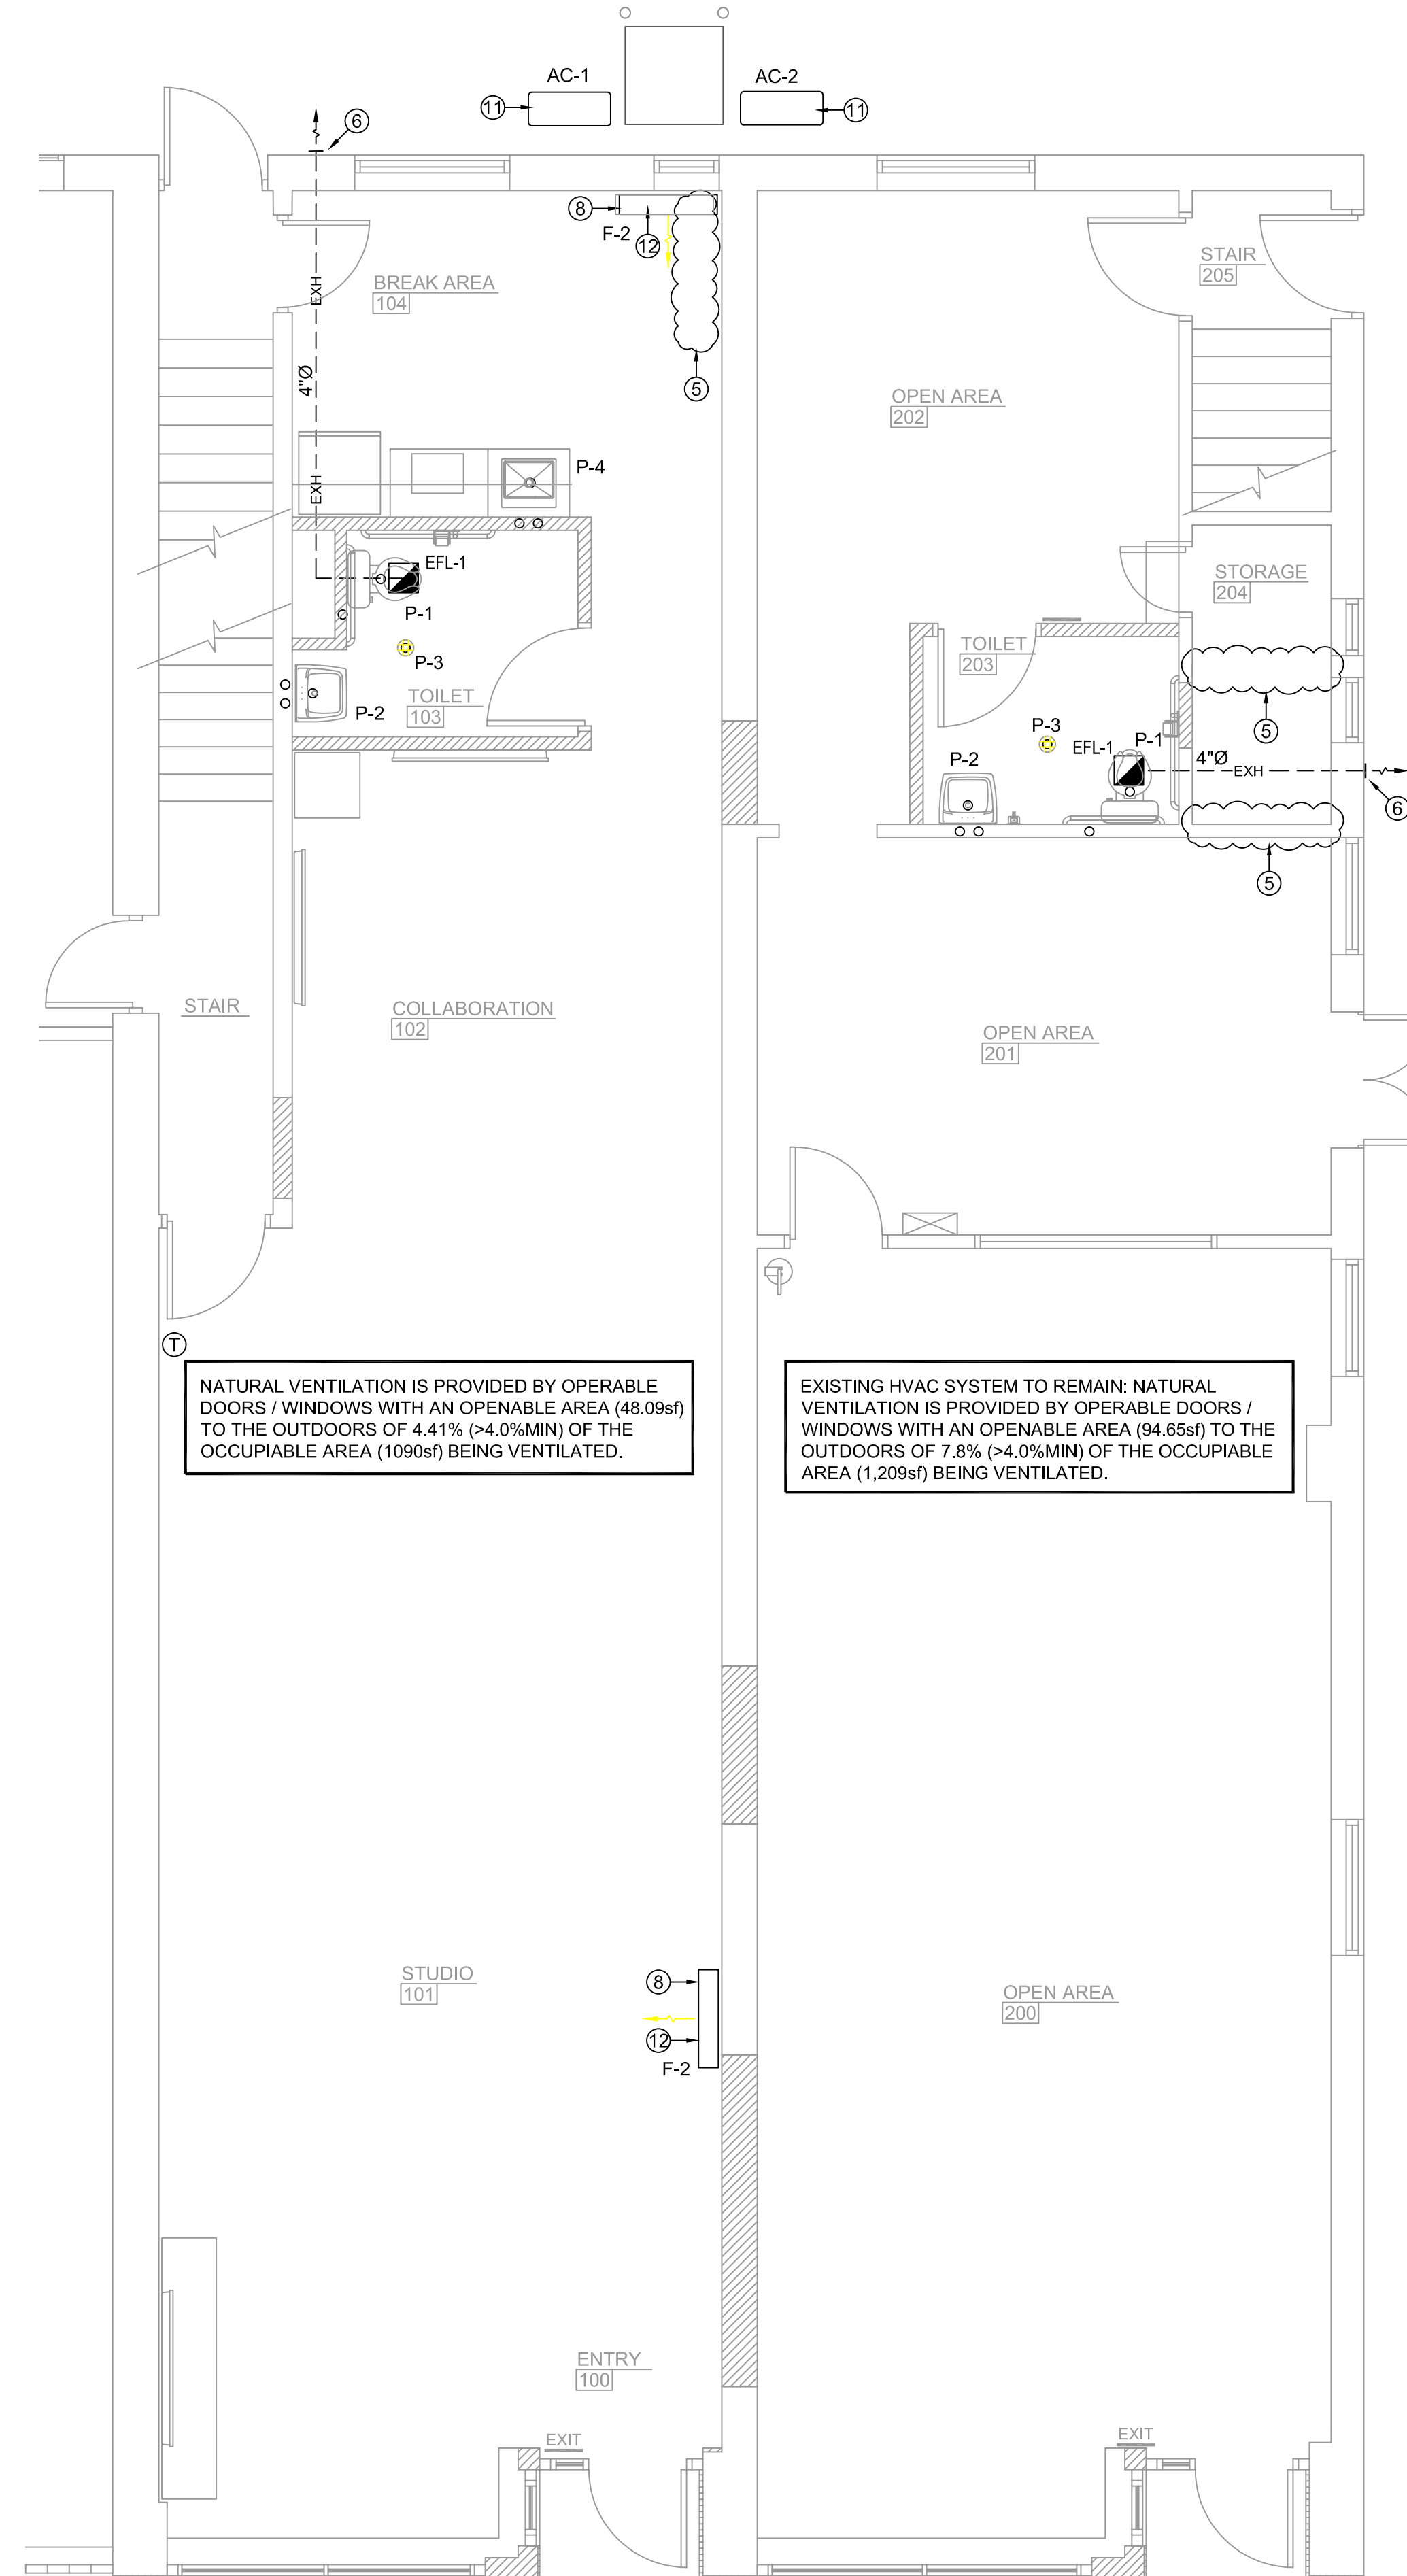 AC-1
AC-2
11
11
6
8
F-2
12
STAIR
205
BREAK AREA
104
EXH
4"Ø
5
OPEN AREA
202
P-4
EXH
EFL-1
STORAGE
204
P-1
TOILET
203
P-3
TOILET
103
P-2
5
P-3
EFL-1
P-1
P-2
4"Ø
EXH
6
5
STAIR
COLLABORATION
102
OPEN AREA
201
T
NATURAL VENTILATION IS PROVIDED BY OPERABLE
DOORS / WINDOWS WITH AN OPENABLE AREA (48.09sf)
TO THE OUTDOORS OF 4.41% (>4.0%MIN) OF THE
OCCUPIABLE AREA (1090sf) BEING VENTILATED.
EXISTING HVAC SYSTEM TO REMAIN: NATURAL
VENTILATION IS PROVIDED BY OPERABLE DOORS /
WINDOWS WITH AN OPENABLE AREA (94.65sf) TO THE
OUTDOORS OF 7.8% (>4.0%MIN) OF THE OCCUPIABLE
AREA (1,209sf) BEING VENTILATED.
STUDIO
101
8
12
F-2
OPEN AREA
200
ENTRY
100
EXIT
EXIT